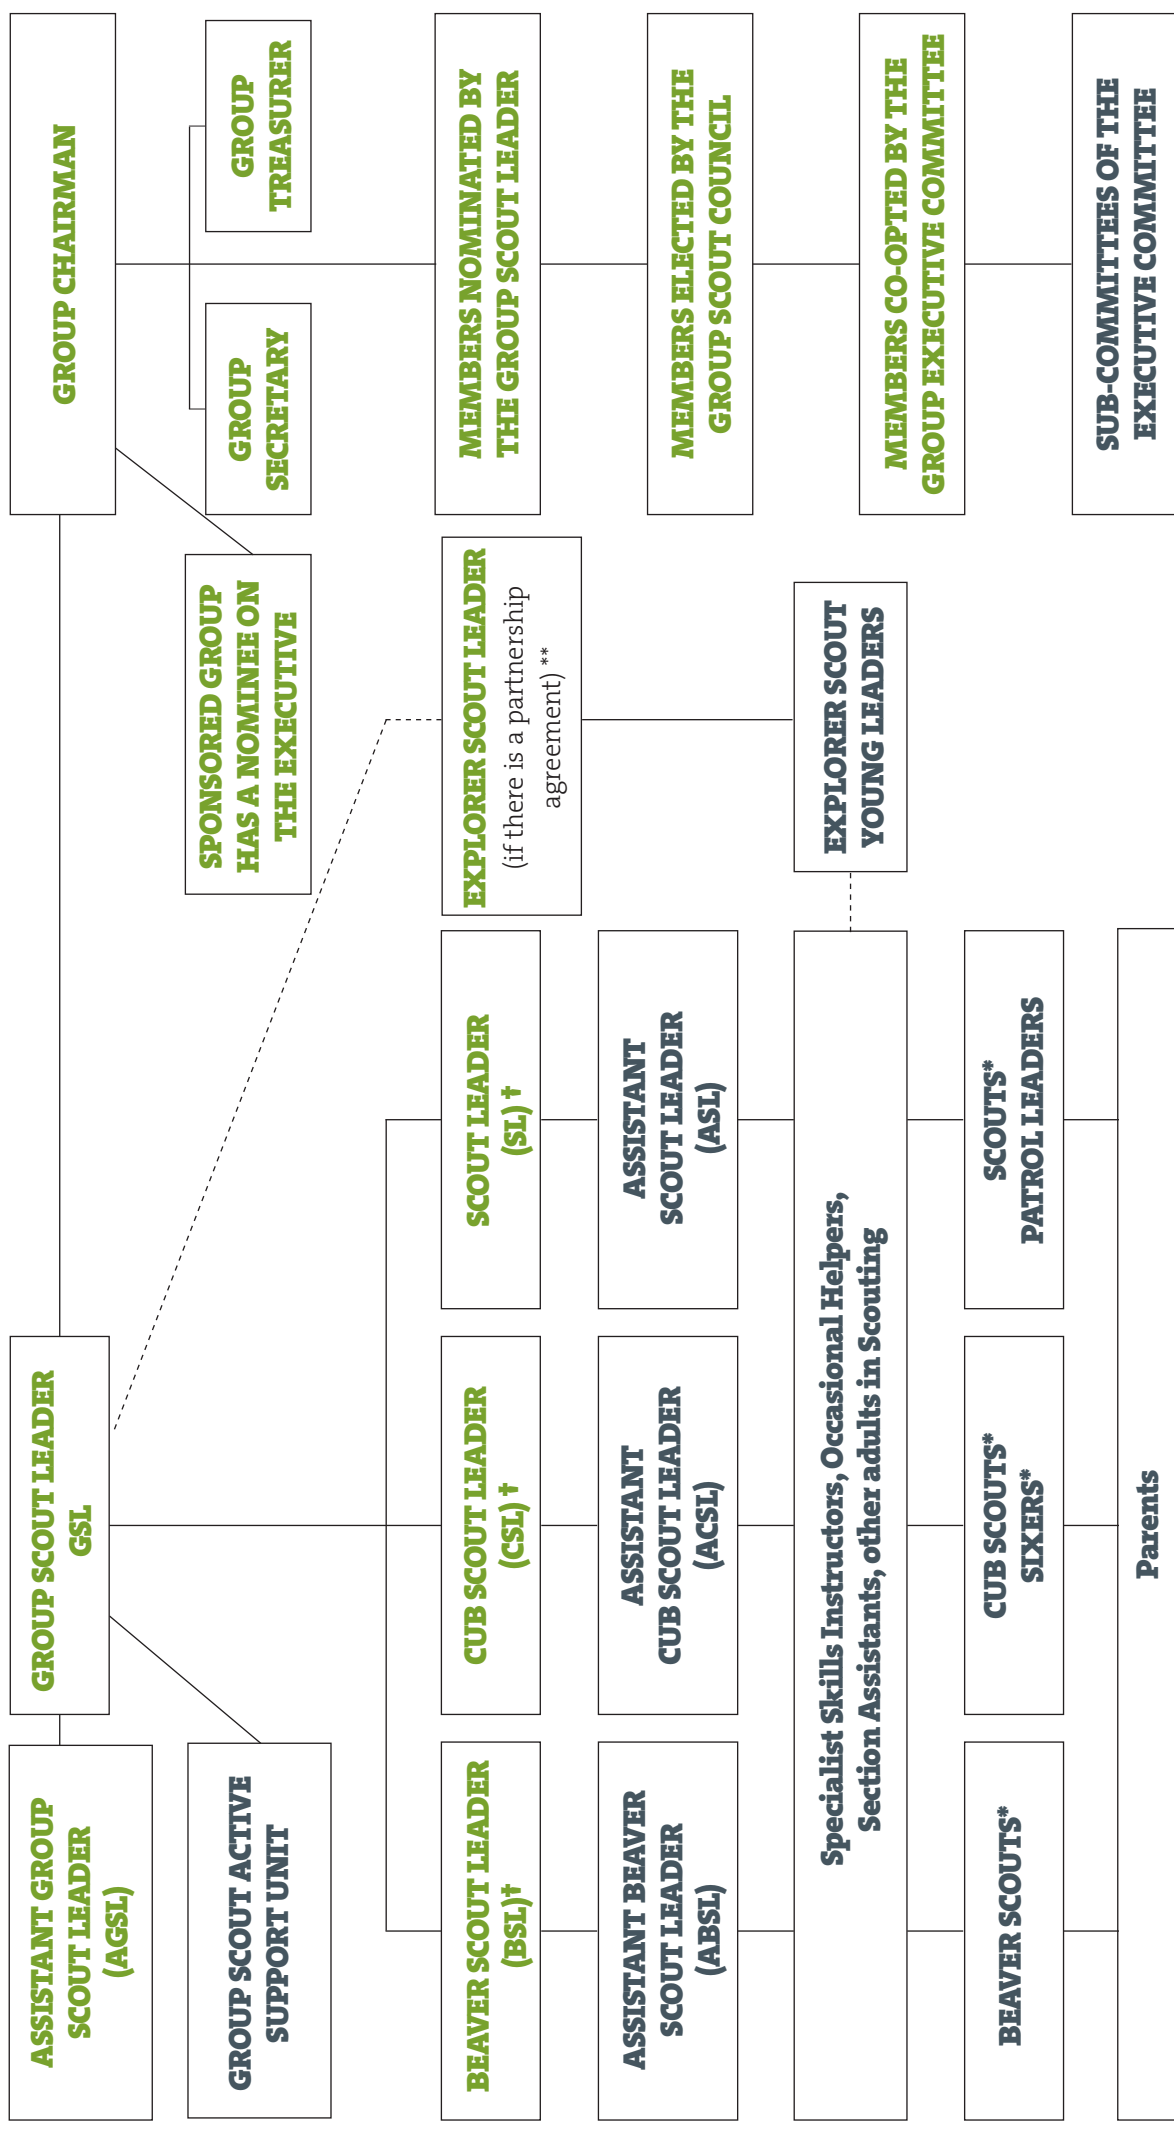 ASSISTANT GROUP
SCOUT LEADER
(AGSL)
GROUP SCOUT LEADER
GSL
GROUP CHAIRMAN
GROUP SCOUT ACTIVE
SUPPORT UNIT
SPONSORED GROUP
HAS A NOMINEE ON
THE EXECUTIVE
GROUP
SECRETARY
GROUP
TREASURER
BEAVER SCOUT LEADER
(BSL)†
CUB SCOUT LEADER
(CSL) †
SCOUT LEADER
(SL) †
EXPLORER SCOUT LEADER
(if there is a partnership
agreement) **
MEMBERS NOMINATED BY
THE GROUP SCOUT LEADER
ASSISTANT BEAVER
SCOUT LEADER
(ABSL)
ASSISTANT
CUB SCOUT LEADER
(ACSL)
ASSISTANT
SCOUT LEADER
(ASL)
MEMBERS ELECTED BY THE
GROUP SCOUT COUNCIL
Specialist Skills Instructors, Occasional Helpers,
Section Assistants, other adults in Scouting
EXPLORER SCOUT
YOUNG LEADERS
MEMBERS CO-OPTED BY THE
GROUP EXECUTIVE COMMITTEE
BEAVER SCOUTS*
CUB SCOUTS*
SIXERS*
SCOUTS*
PATROL LEADERS
SUB-COMMITTEES OF THE
EXECUTIVE COMMITTEE
Parents